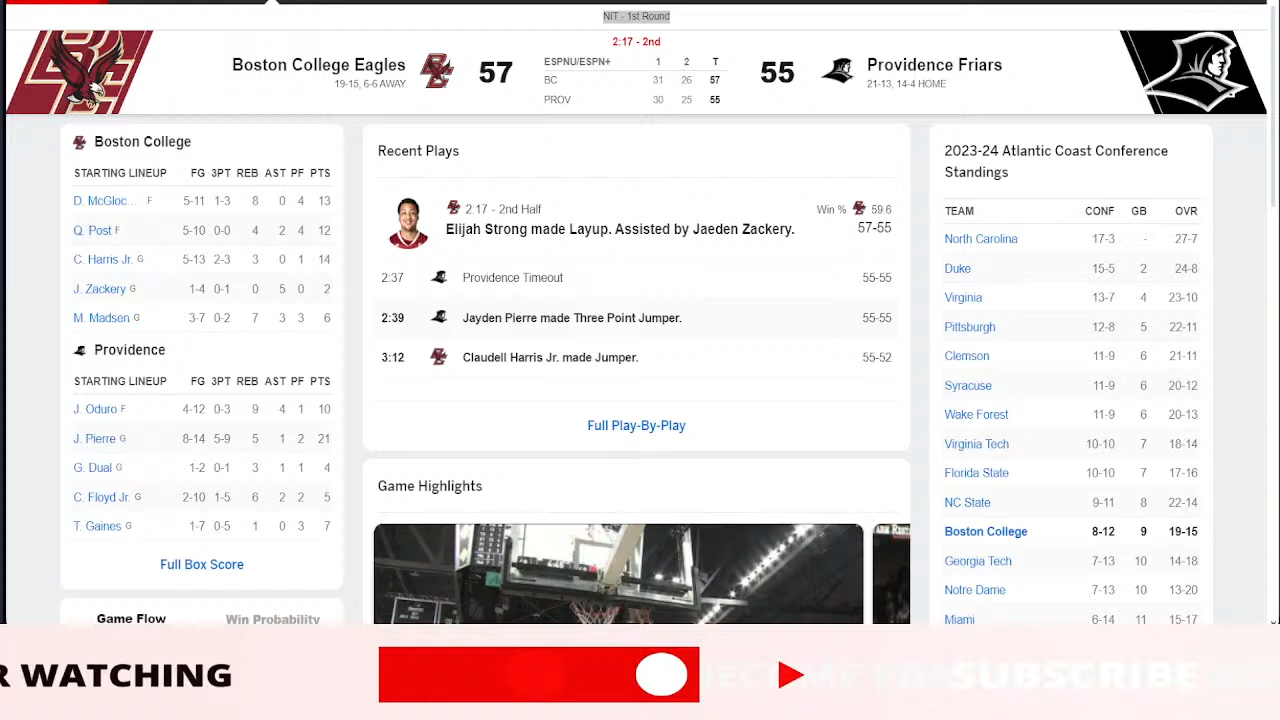 NIT - 1st Round
2:17 - 2nd
Boston College Eagles
19-15, 6-6 AWAY
57
ESPNU/ESPN+ 1 2 T
BC 31 26 57
PROV 30 25 55
55
Providence Friars
21-13, 14-4 HOME
Boston College
STARTING LINEUP FG 3PT REB AST PF PTS
D. McGloc... F 5-11 1-3 8 0 4 13
Q. Post F 5-10 0-0 4 2 4 12
C. Harris Jr. G 5-13 2-3 3 0 1 14
J. Zackery G 1-4 0-1 0 5 0 2
M. Madsen G 3-7 0-2 7 3 3 6
Providence
STARTING LINEUP FG 3PT REB AST PF PTS
J. Oduro F 4-12 0-3 9 4 1 10
J. Pierre G 8-14 5-9 5 1 2 21
G. Dual G 1-2 0-1 3 1 1 4
C. Floyd Jr. G 2-10 1-5 6 2 2 5
T. Gaines G 1-7 0-5 1 0 3 7
Full Box Score
Game Flow Win Probability
Recent Plays
2:17 - 2nd Half Win % 59.6
Elijah Strong made Layup. Assisted by Jaeden Zackery. 57-55
2:37 Providence Timeout 55-55
2:39 Jayden Pierre made Three Point Jumper. 55-55
3:12 Claudell Harris Jr. made Jumper. 55-52
Full Play-By-Play
Game Highlights
2023-24 Atlantic Coast Conference
Standings
TEAM CONF GB OVR
North Carolina 17-3 - 27-7
Duke 15-5 2 24-8
Virginia 13-7 4 23-10
Pittsburgh 12-8 5 22-11
Clemson 11-9 6 21-11
Syracuse 11-9 6 20-12
Wake Forest 11-9 6 20-13
Virginia Tech 10-10 7 18-14
Florida State 10-10 7 17-16
NC State 9-11 8 22-14
Boston College 8-12 9 19-15
Georgia Tech 7-13 10 14-18
Notre Dame 7-13 10 13-20
Miami 6-14 11 15-17
R WATCHING
SUBSCRIBE